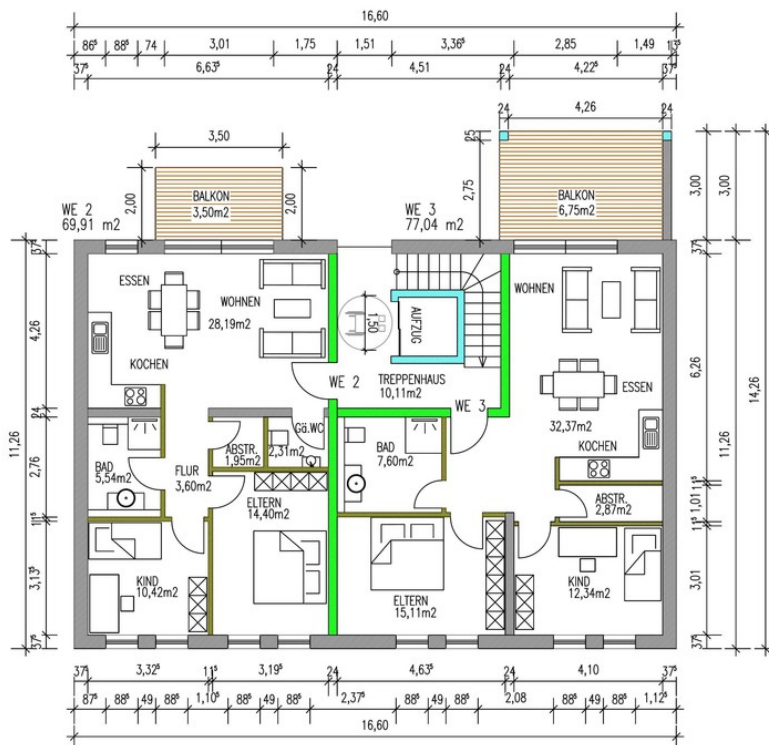 16,60
86⁵ 88⁵ 74 3,01 1,75 1,51 3,36⁵ 2,85 1,49 13⁵
37⁵ 6,63⁵ 24 4,51 24 4,22⁵ 37⁵
24 4,26 24
3,50
25
2,75
3,00
3,00
2,00
2,00
BALKON
3,50m2
BALKON
6,75m2
WE 2
69,91 m2
WE 3
77,04 m2
37⁵
4,26
24
2,76
11⁵
3,13⁵
37⁵
11,26
ESSEN
WOHNEN
28,19m2
KOCHEN
1,50
AUFZUG
WE 2
TREPPENHAUS
10,11m2
WE 3
WOHNEN
ESSEN
32,37m2
KOCHEN
BAD
5,54m2
FLUR
3,60m2
ABSTR.
1,95m2
Gä.WC
2,31m2
ELTERN
14,40m2
KIND
10,42m2
BAD
7,60m2
ELTERN
15,11m2
ABSTR.
2,87m2
KIND
12,34m2
37⁵
6,26
11⁵
1,01
11⁵
3,01
37⁵
11,26
14,26
37⁵ 3,32⁵ 11⁵ 3,19⁵ 24 4,63⁵ 24 4,10 37⁵
87⁵ 88⁵ 49 88⁵ 1,10⁵ 88⁵ 49 88⁵ 2,37⁵ 88⁵ 49 88⁵ 2,08 88⁵ 49 88⁵ 1,12⁵
16,60